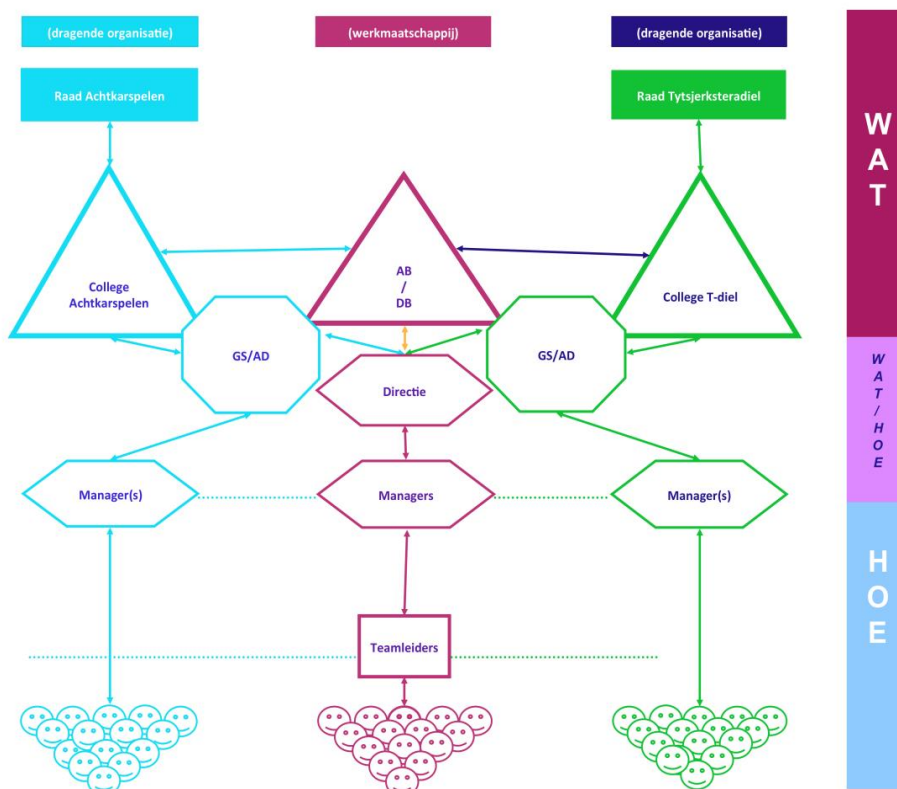 (dragende organisatie)
(werkmaatschappij)
(dragende organisatie)
Raad Achtkarspelen
Raad Tytsjerksteradiel
College
Achtkarspelen
AB
/
DB
College T-diel
GS/AD
GS/AD
Directie
Manager(s)
Managers
Manager(s)
Teamleiders
W
A
T
W
A
T
/
H
O
E
H
O
E